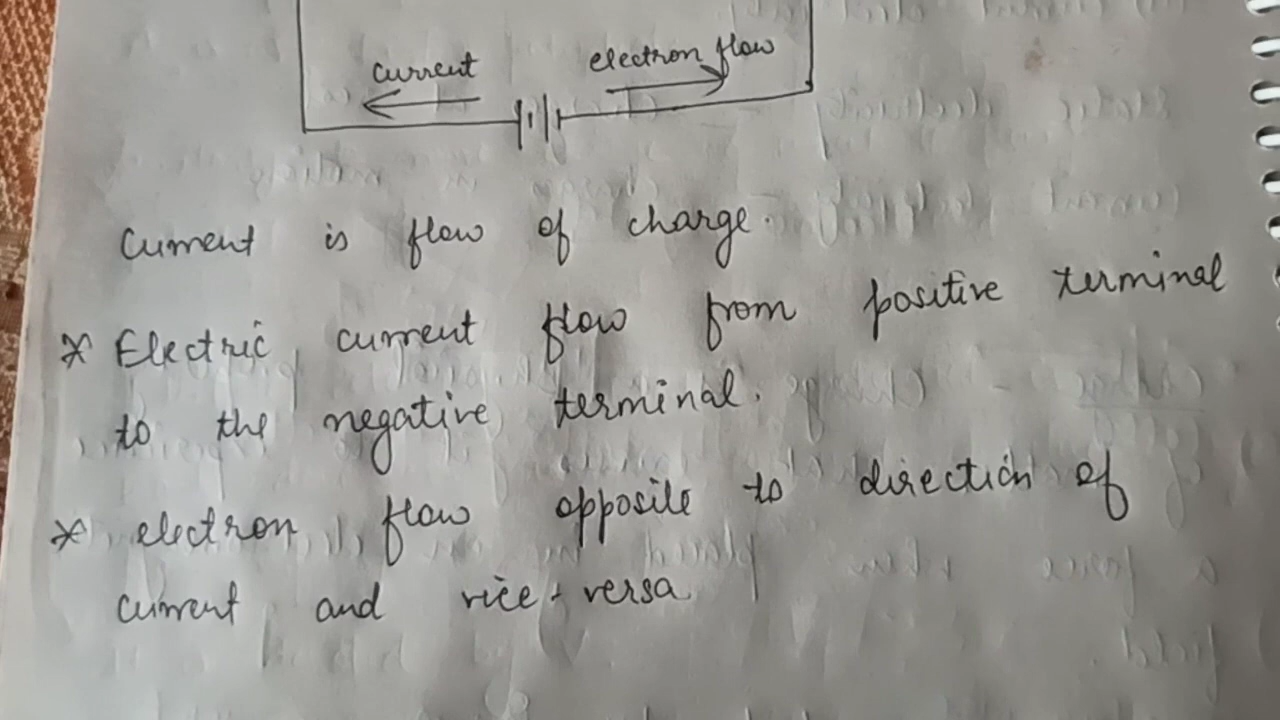 current
electron flow
Current is flow of charge.
* Electric current flow from positive terminal
to the negative terminal.
* electron flow opposite to direction of
current and vice-versa